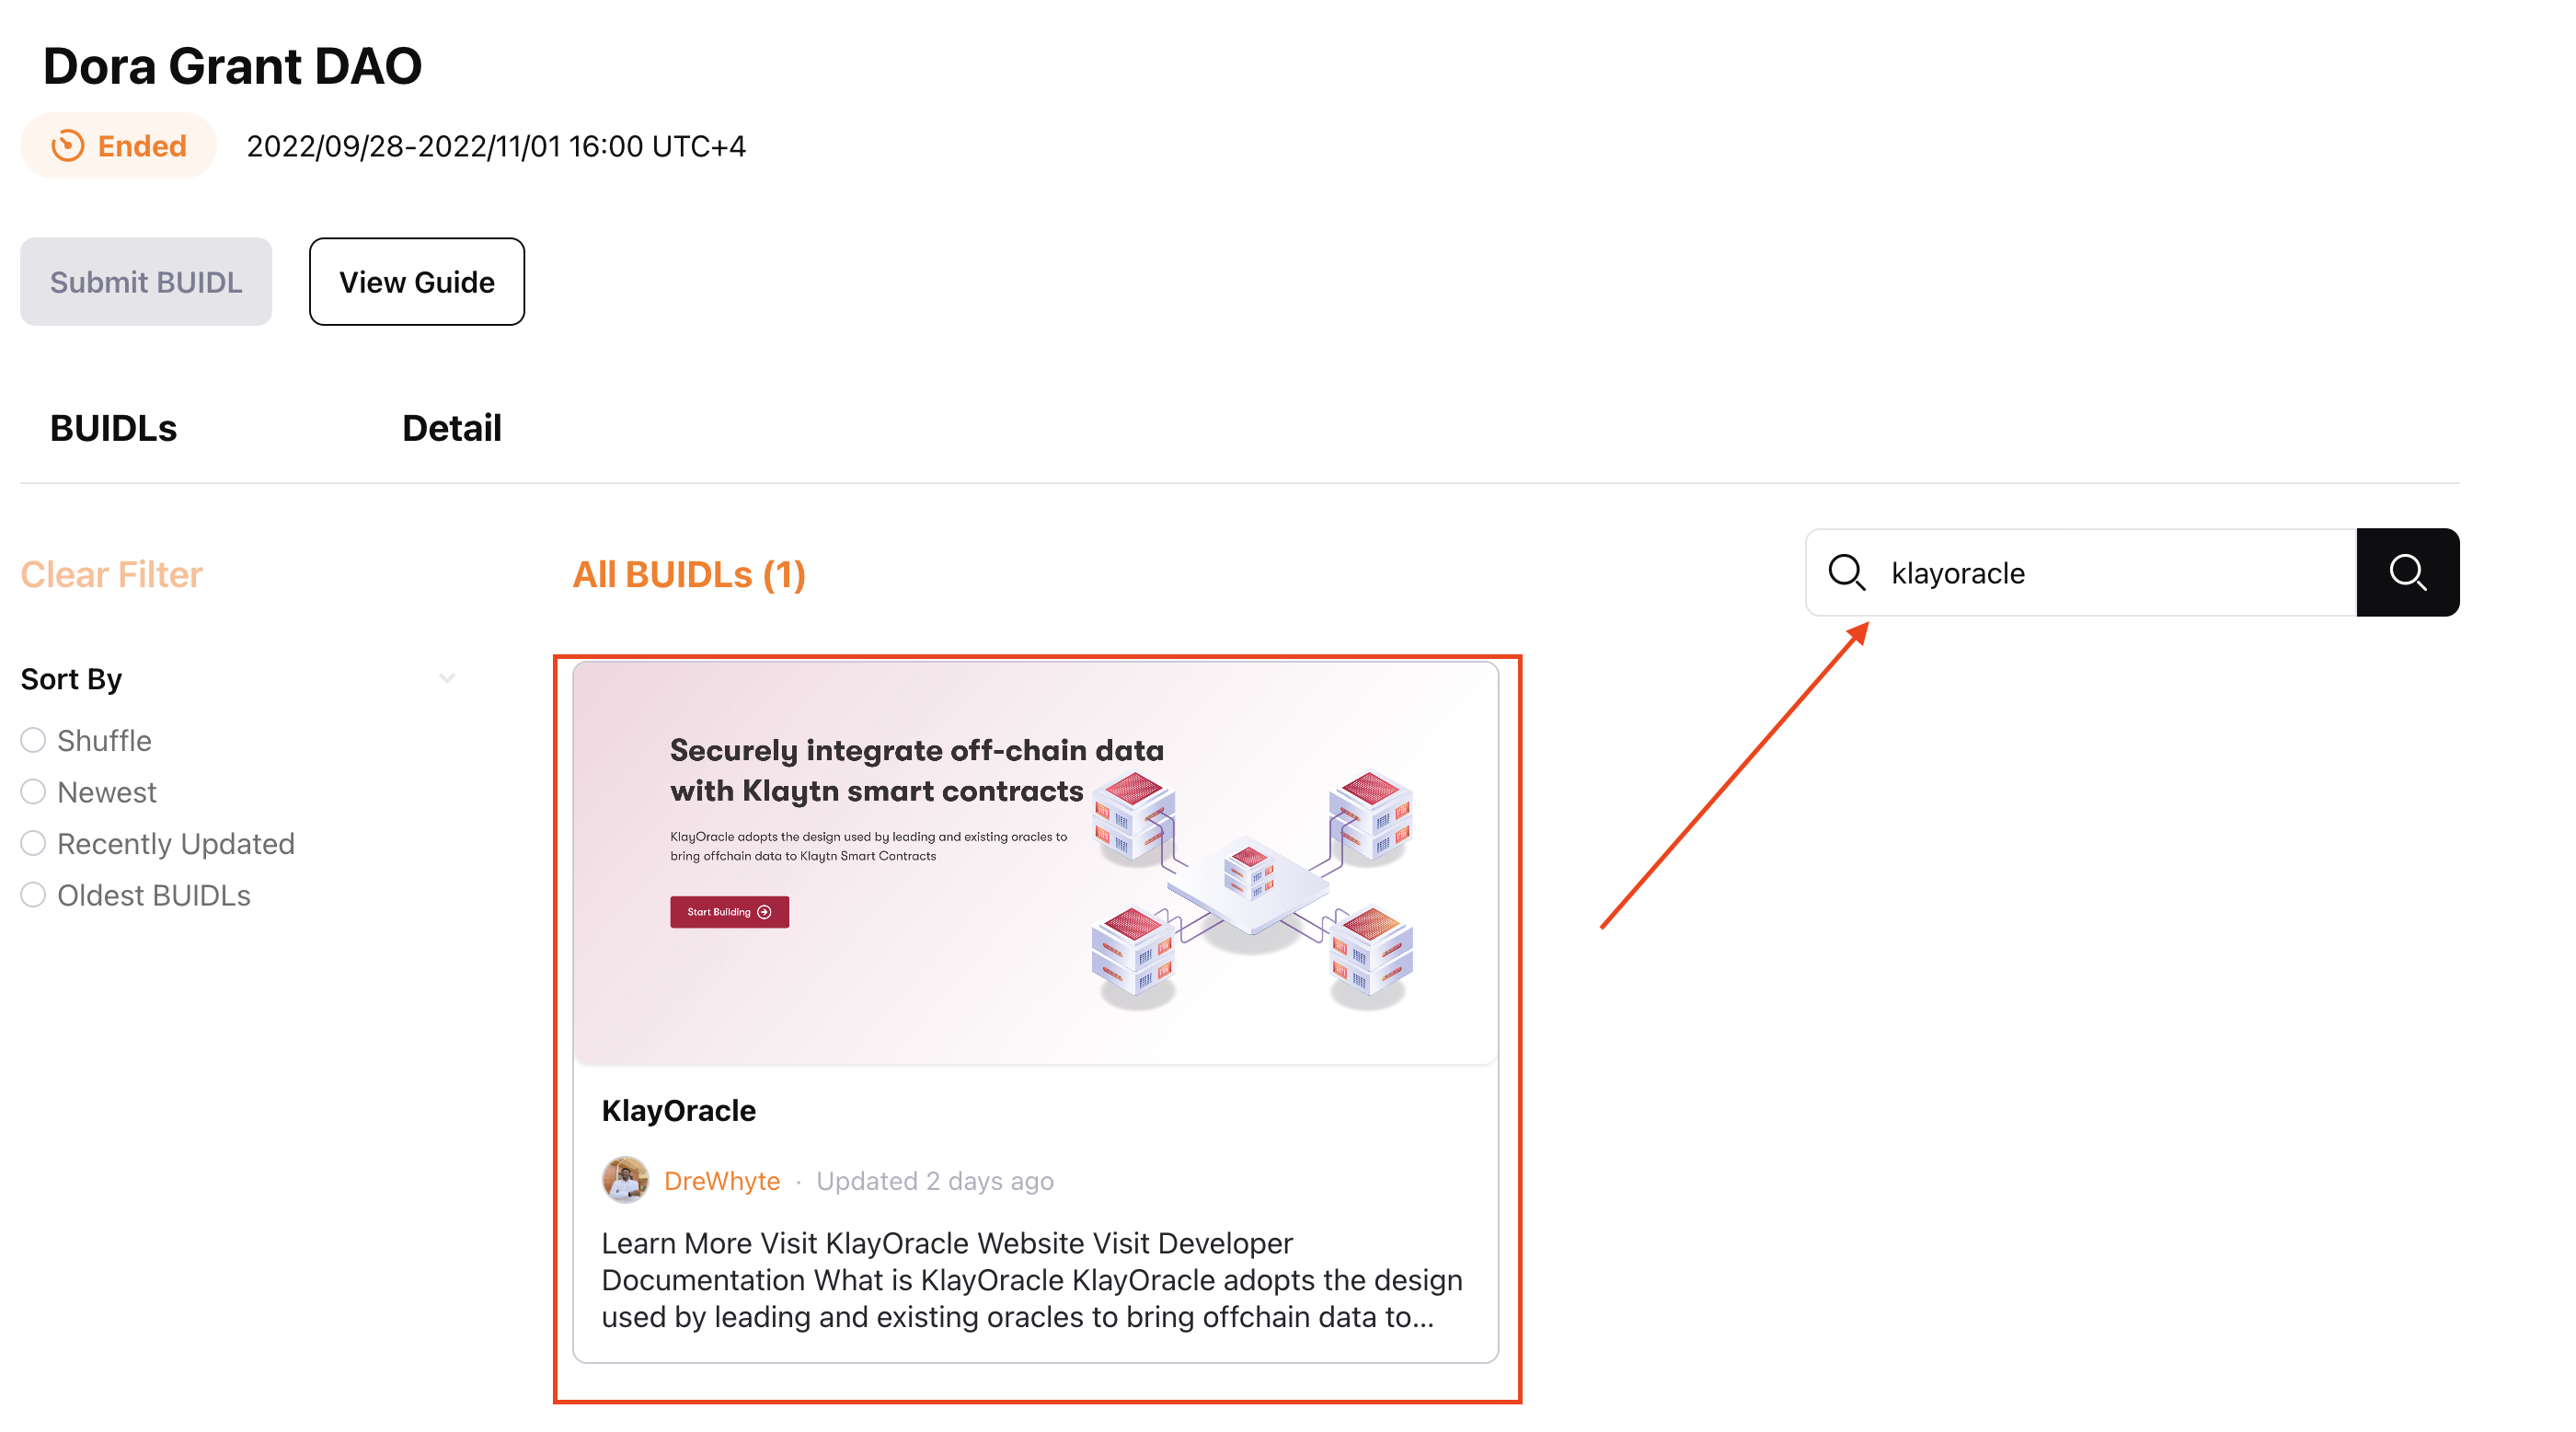 Dora Grant DAO
Ended 2022/09/28-2022/11/01 16:00 UTC+4
Submit BUIDL View Guide
BUIDLs Detail
Clear Filter
Sort By
Shuffle
Newest
Recently Updated
Oldest BUIDLs
All BUIDLs (1)
klayoracle
Securely integrate off-chain data
with Klaytn smart contracts
KlayOracle adopts the design used by leading and existing oracles to
bring offchain data to Klaytn Smart Contracts
Start Building
KlayOracle
DreWhyte · Updated 2 days ago
Learn More Visit KlayOracle Website Visit Developer
Documentation What is KlayOracle KlayOracle adopts the design
used by leading and existing oracles to bring offchain data to...